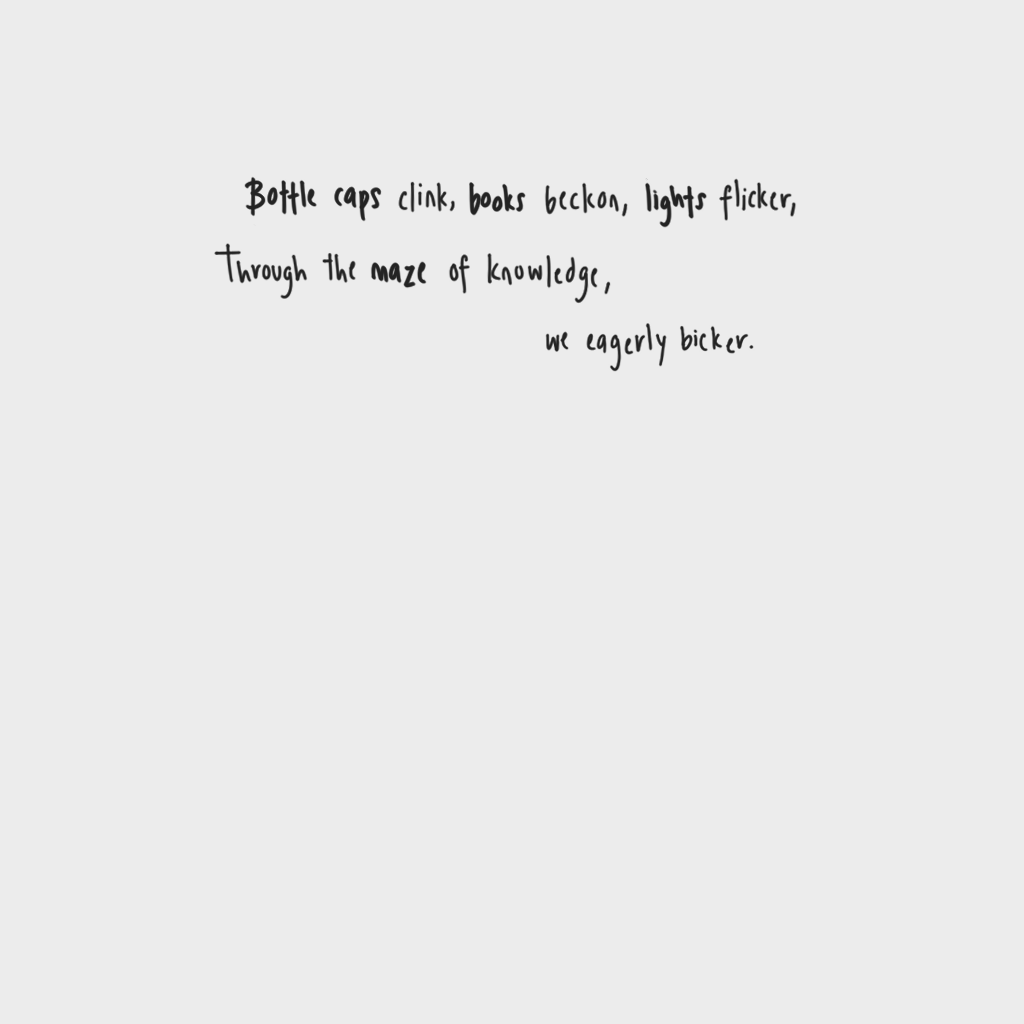 Bottle caps clink, books beckon, lights flicker,
Through the maze of knowledge,
we eagerly bicker.